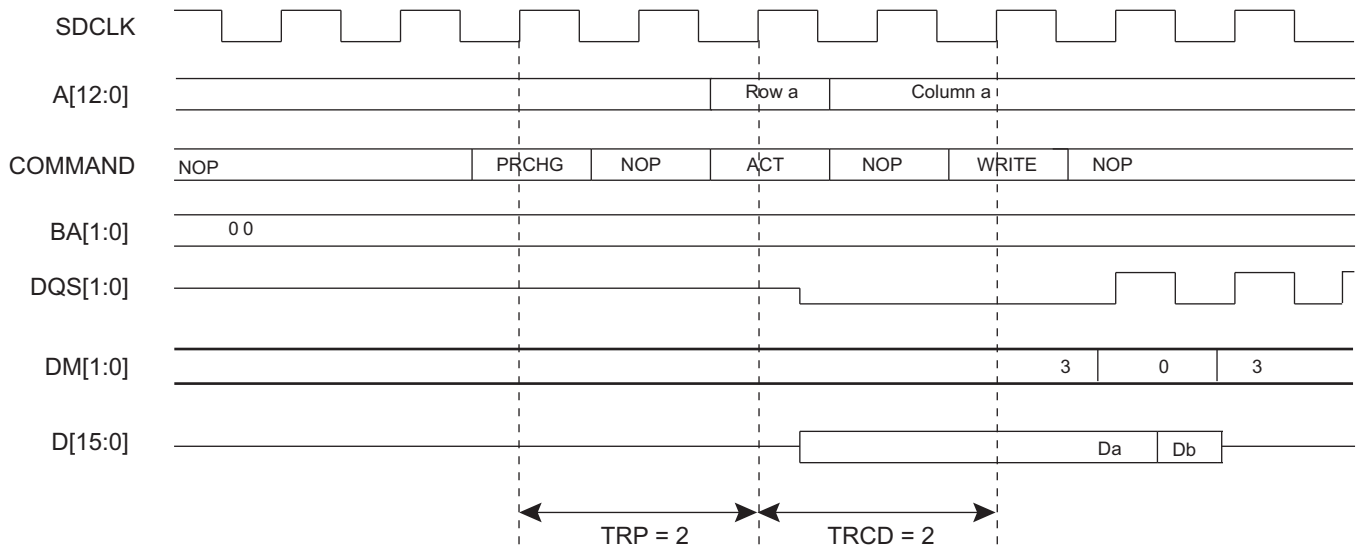 SDCLK
A[12:0] Row a Column a
COMMAND NOP PRCHG NOP ACT NOP WRITE NOP
BA[1:0] 0 0
DQS[1:0]
DM[1:0] 3 0 3
D[15:0] Da Db
TRP = 2 TRCD = 2